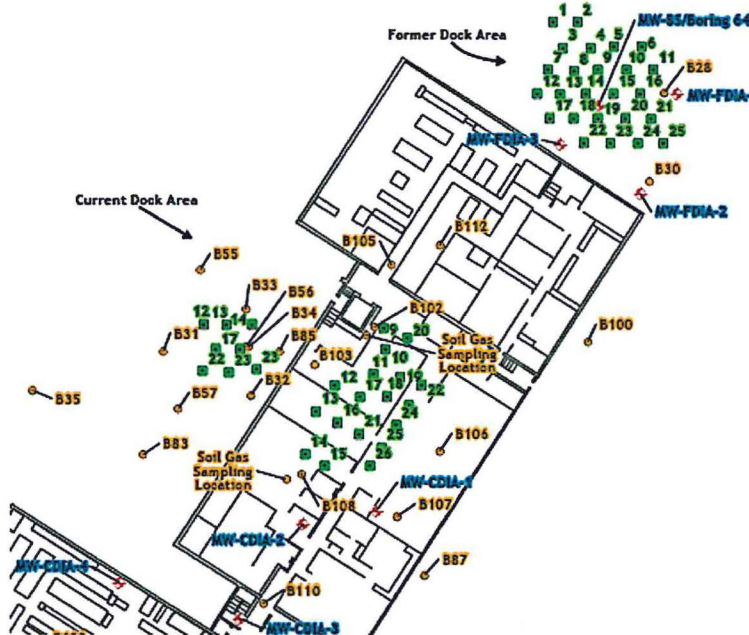 1 2
MW-8S/Boring 64
Former Dock Area
3 4 5 6
7 8 9 10 11
12 13 14 15 16
B28
MW-FDIA-
17 18 19 20 21
MW-FDIA-3
22 23 24 25
B30
MW-FDIA-2
Current Dock Area
B112
B105
B55
B33
B56
B102
B34
12 13 14
9 20
B100
B31
17
B85
Soil Gas
Sampling
Location
10
22 23 23
B103
11
B35
B32
12 17 18 19 22
B57
13 16 24
21 25
B83
Soil Gas
Sampling
Location
14 15 26
B106
B108
MW-CDIA-1
B107
MW-CDIA-2
MW-CDIA-4
B87
B110
MW-CDIA-3